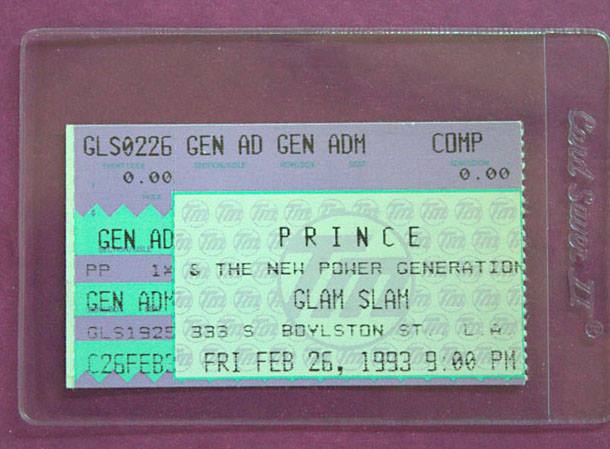 GLS0226 GEN AD GEN ADM COMP
0.00 0.00
GEN AD PRINCE
PP 1X & THE NEW POWER GENERATION
GEN ADM GLAM SLAM
GLS1925 333 S BOYLSTON ST L A
C26FEB3 FRI FEB 26, 1993 9:00 PM
Card Saver II®